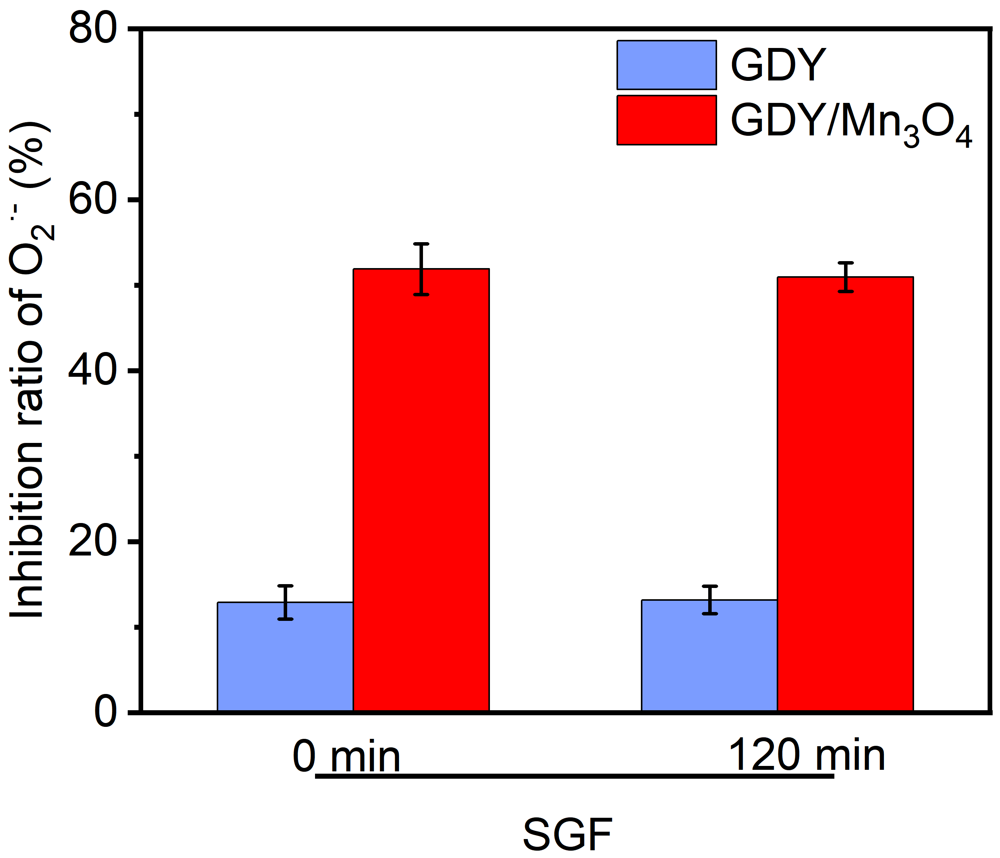 80
60
40
20
0
Inhibition ratio of O₂·⁻ (%)
GDY
GDY/Mn₃O₄
0 min
120 min
SGF